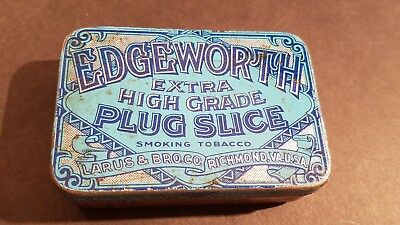 EDGEWORTH
EXTRA
HIGH GRADE
PLUG SLICE
SMOKING TOBACCO
LARUS & BRO.CO. RICHMOND, VA. U.S.A.